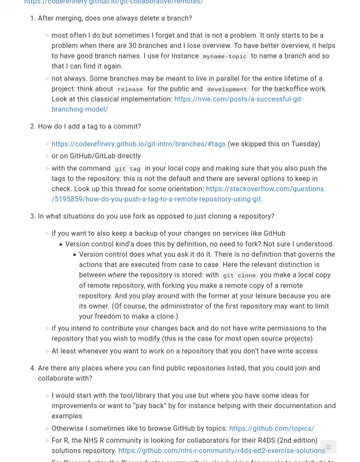 https://coderefinery.github.io/git-collaborative/remotes/
1. After merging, does one always delete a branch?
most often I do but sometimes I forget and that is not a problem. It only starts to be a
problem when there are 30 branches and I lose overview. To have better overview, it helps
to have good branch names. I use for instance myname-topic to name a branch and so
that I can find it again.
not always. Some branches may be meant to live in parallel for the entire lifetime of a
project: think about release for the public and development for the backoffice work.
Look at this classical implementation: https://nvie.com/posts/a-successful-git-
branching-model/
2. How do I add a tag to a commit?
https://coderefinery.github.io/git-intro/branches/#tags (we skipped this on Tuesday)
or on GitHub/GitLab directly
with the command git tag in your local copy and making sure that you also push the
tags to the repository: this is not the default and there are several options to keep in
check. Look up this thread for some orientation: https://stackoverflow.com/questions
/5195859/how-do-you-push-a-tag-to-a-remote-repository-using-git
3. In what situations do you use fork as opposed to just cloning a repository?
if you want to also keep a backup of your changes on services like GitHub
Version control kind'a does this by definition, no need to fork? Not sure I understood.
Version control does what you ask it do it. There is no definition that governs the
actions that are executed from case to case. Here the relevant distinction is
between where the repository is stored: with git clone you make a local copy
of remote repository, with forking you make a remote copy of a remote
repository. And you play around with the former at your leisure because you are
its owner. (Of course, the administrator of the first repository may want to limit
your freedom to make a clone.)
if you intend to contribute your changes back and do not have write permissions to the
repository that you wish to modify (this is the case for most open source projects)
At least whenever you want to work on a repository that you don't have write access
4. Are there any places where you can find public repositories listed, that you could join and
collaborate with?
I would start with the tool/library that you use but where you have some ideas for
improvements or want to "pay back" by for instance helping with their documentation and
examples
Otherwise I sometimes like to browse GitHub by topics: https://github.com/topics/
For R, the NHS R community is looking for collaborators for their R4DS (2nd edition)
solutions repository. https://github.com/nhs-r-community/r4ds-ed2-exercise-solutions